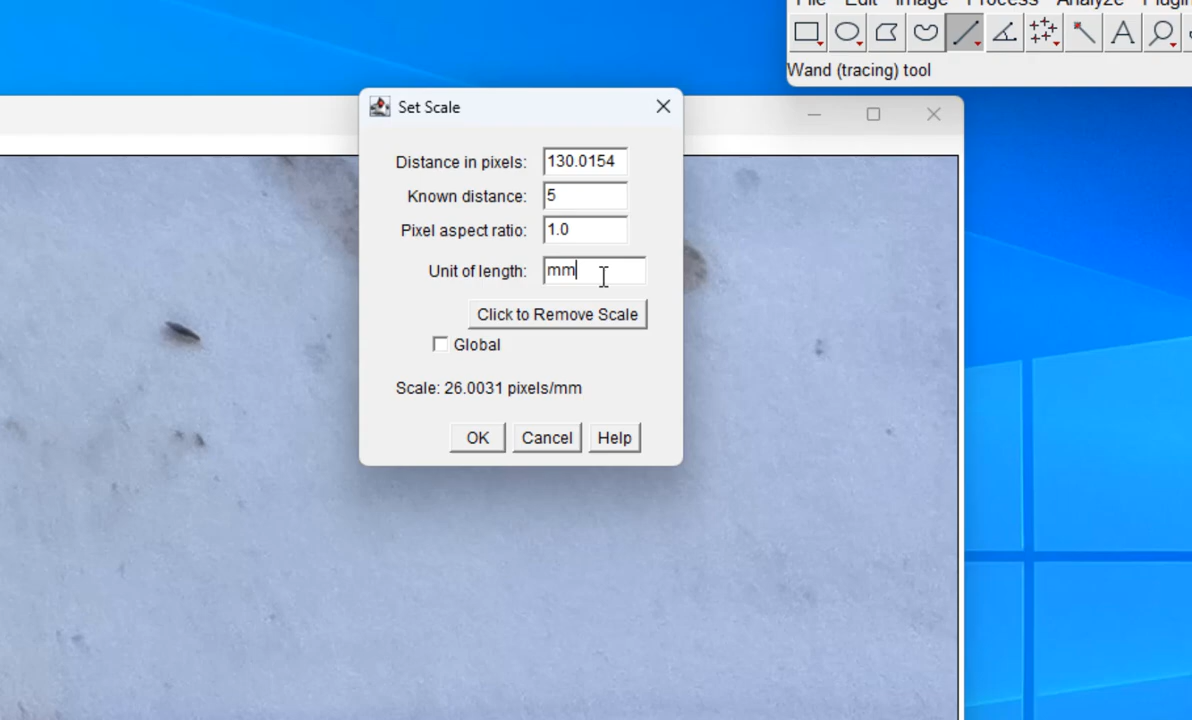 File Edit Image Process Analyze Plugin
Wand (tracing) tool
Set Scale
Distance in pixels: 130.0154
Known distance: 5
Pixel aspect ratio: 1.0
Unit of length: mm
Click to Remove Scale
Global
Scale: 26.0031 pixels/mm
OK Cancel Help